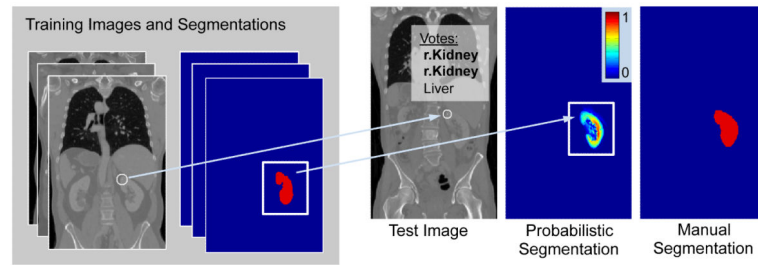 Training Images and Segmentations
Votes:
r.Kidney
r.Kidney
Liver
1
0
Test Image
Probabilistic
Segmentation
Manual
Segmentation